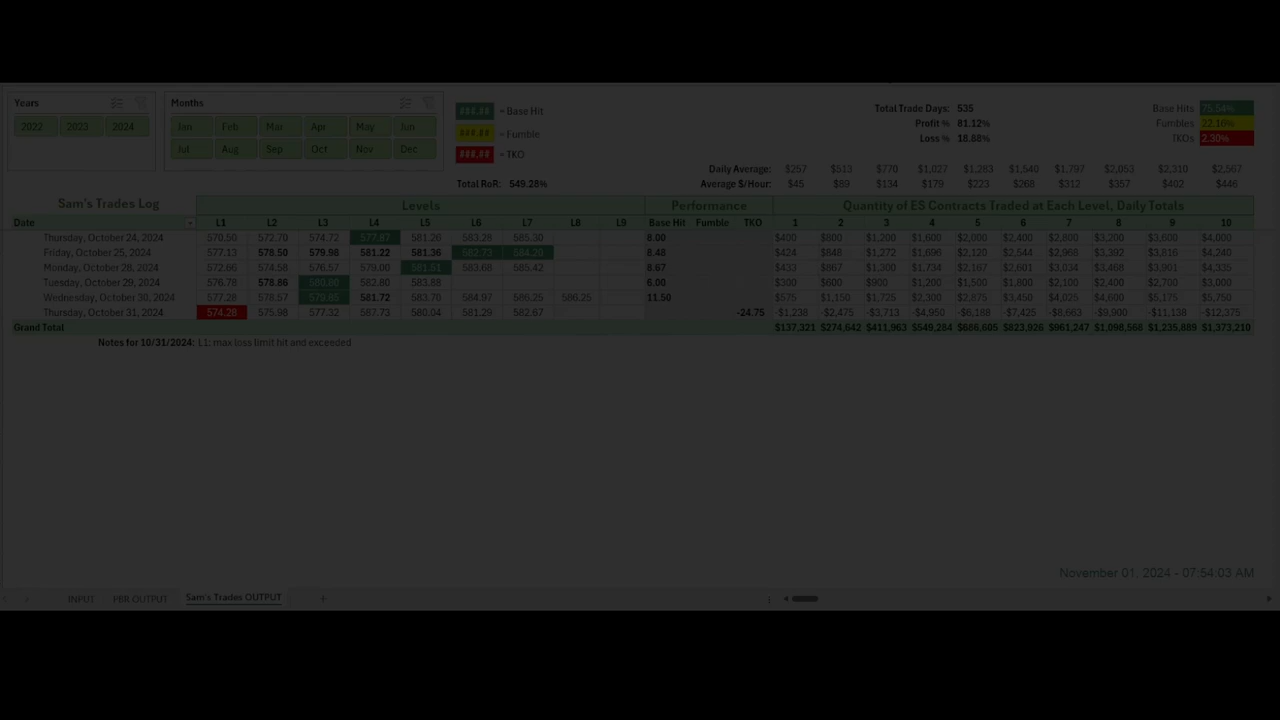 Years
2022 2023 2024
Months
Jan Feb Mar Apr May Jun
Jul Aug Sep Oct Nov Dec
###.## = Base Hit
###.## = Fumble
###.## = TKO
Total RoR: 549.28%
Total Trade Days: 535
Profit % 81.12%
Loss % 18.88%
Base Hits 75.54%
Fumbles 22.16%
TKOs 2.30%
Daily Average: $257 $513 $770 $1,027 $1,283 $1,540 $1,797 $2,053 $2,310 $2,567
Average $/Hour: $45 $89 $134 $179 $223 $268 $312 $357 $402 $446
Sam's Trades Log Levels Performance Quantity of ES Contracts Traded at Each Level, Daily Totals
Date L1 L2 L3 L4 L5 L6 L7 L8 L9 Base Hit Fumble TKO 1 2 3 4 5 6 7 8 9 10
Thursday, October 24, 2024 570.50 572.70 574.72 577.97 581.26 583.28 585.30 8.00 $400 $800 $1,200 $1,600 $2,000 $2,400 $2,800 $3,200 $3,600 $4,000
Friday, October 25, 2024 577.13 578.50 579.98 581.22 581.36 582.73 584.20 8.48 $424 $848 $1,272 $1,696 $2,120 $2,544 $2,968 $3,392 $3,816 $4,240
Monday, October 28, 2024 572.66 574.58 576.57 579.00 581.51 583.68 585.42 8.67 $433 $867 $1,300 $1,734 $2,167 $2,601 $3,034 $3,468 $3,901 $4,335
Tuesday, October 29, 2024 576.78 578.86 580.80 582.80 583.88 6.00 $300 $600 $900 $1,200 $1,500 $1,800 $2,100 $2,400 $2,700 $3,000
Wednesday, October 30, 2024 577.28 578.57 579.85 581.72 583.70 584.97 586.25 586.25 11.50 $575 $1,150 $1,725 $2,300 $2,875 $3,450 $4,025 $4,600 $5,175 $5,750
Thursday, October 31, 2024 574.28 575.98 577.32 587.73 580.04 581.29 582.67 -24.75 -$1,238 -$2,475 -$3,713 -$4,950 -$6,188 -$7,425 -$8,663 -$9,900 -$11,138 -$12,375
Grand Total $137,321 $274,642 $411,963 $549,284 $686,605 $823,926 $961,247 $1,098,568 $1,235,889 $1,373,210
Notes for 10/31/2024: L1: max loss limit hit and exceeded
November 01, 2024 - 07:54:03 AM
INPUT PBR OUTPUT Sam's Trades OUTPUT +